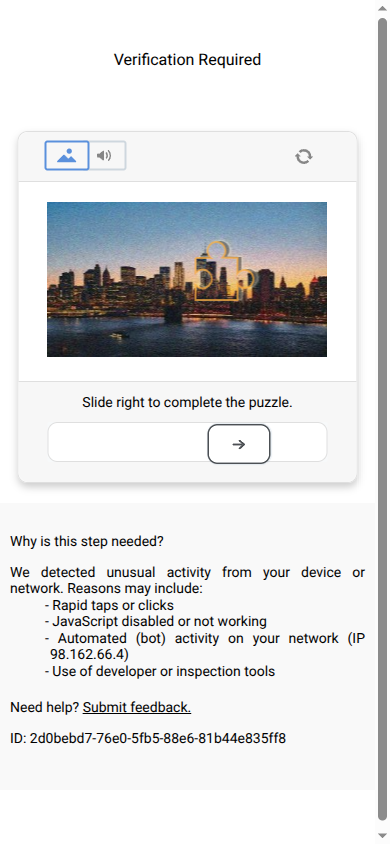 Verification Required
Slide right to complete the puzzle.
Why is this step needed?
We detected unusual activity from your device or
network. Reasons may include:
- Rapid taps or clicks
- JavaScript disabled or not working
- Automated (bot) activity on your network (IP
98.162.66.4)
- Use of developer or inspection tools
Need help? Submit feedback.
ID: 2d0bebd7-76e0-5fb5-88e6-81b44e835ff8